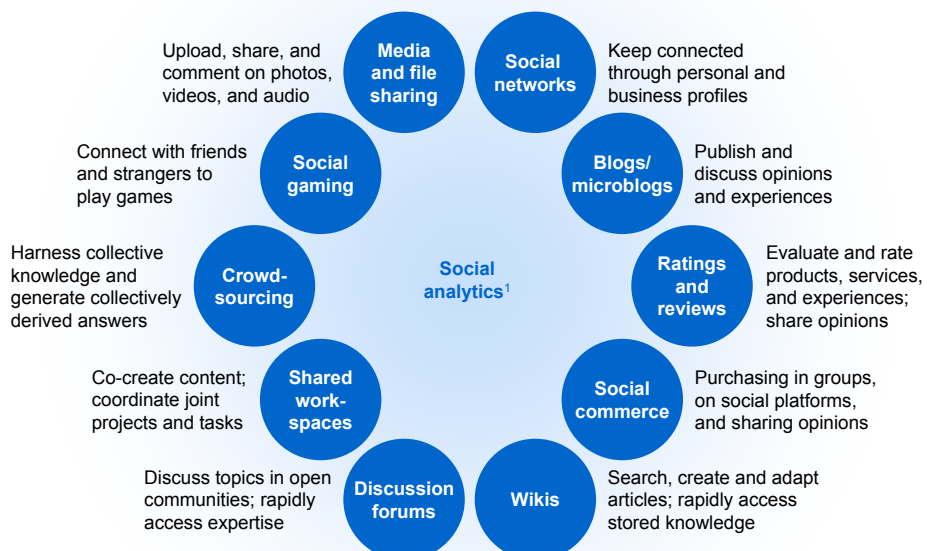 Upload, share, and
comment on photos,
videos, and audio
Media
and file
sharing
Social
networks
Keep connected
through personal and
business profiles
Connect with friends
and strangers to
play games
Social
gaming
Blogs/
microblogs
Publish and
discuss opinions
and experiences
Harness collective
knowledge and
generate collectively
derived answers
Crowd-
sourcing
Social
analytics¹
Ratings
and
reviews
Evaluate and rate
products, services,
and experiences;
share opinions
Co-create content;
coordinate joint
projects and tasks
Shared
work-
spaces
Social
commerce
Purchasing in groups,
on social platforms,
and sharing opinions
Discuss topics in open
communities; rapidly
access expertise
Discussion
forums
Wikis
Search, create and adapt
articles; rapidly access
stored knowledge